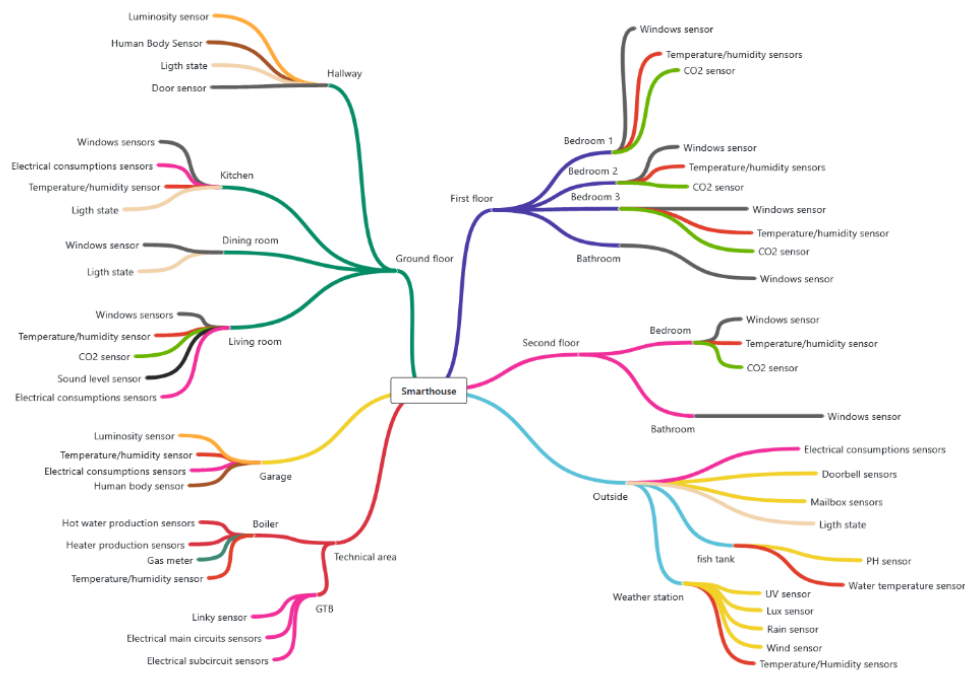 Smarthouse
Ground floor
Hallway
Luminosity sensor
Human Body Sensor
Ligth state
Door sensor
Kitchen
Windows sensors
Electrical consumptions sensors
Temperature/humidity sensor
Ligth state
Dining room
Windows sensor
Ligth state
Living room
Windows sensors
Temperature/humidity sensor
CO2 sensor
Sound level sensor
Electrical consumptions sensors
Garage
Luminosity sensor
Temperature/humidity sensor
Electrical consumptions sensors
Human body sensor
Technical area
Boiler
Hot water production sensors
Heater production sensors
Gas meter
Temperature/humidity sensor
GTB
Linky sensor
Electrical main circuits sensors
Electrical subcircuit sensors
First floor
Bedroom 1
Windows sensor
Temperature/humidity sensors
CO2 sensor
Bedroom 2
Windows sensor
Temperature/humidity sensors
CO2 sensor
Bedroom 3
Windows sensor
Temperature/humidity sensor
CO2 sensor
Bathroom
Windows sensor
Second floor
Bedroom
Windows sensor
Temperature/humidity sensor
CO2 sensor
Bathroom
Windows sensor
Outside
Electrical consumptions sensors
Doorbell sensors
Mailbox sensors
Ligth state
fish tank
PH sensor
Water temperature sensor
Weather station
UV sensor
Lux sensor
Rain sensor
Wind sensor
Temperature/Humidity sensors